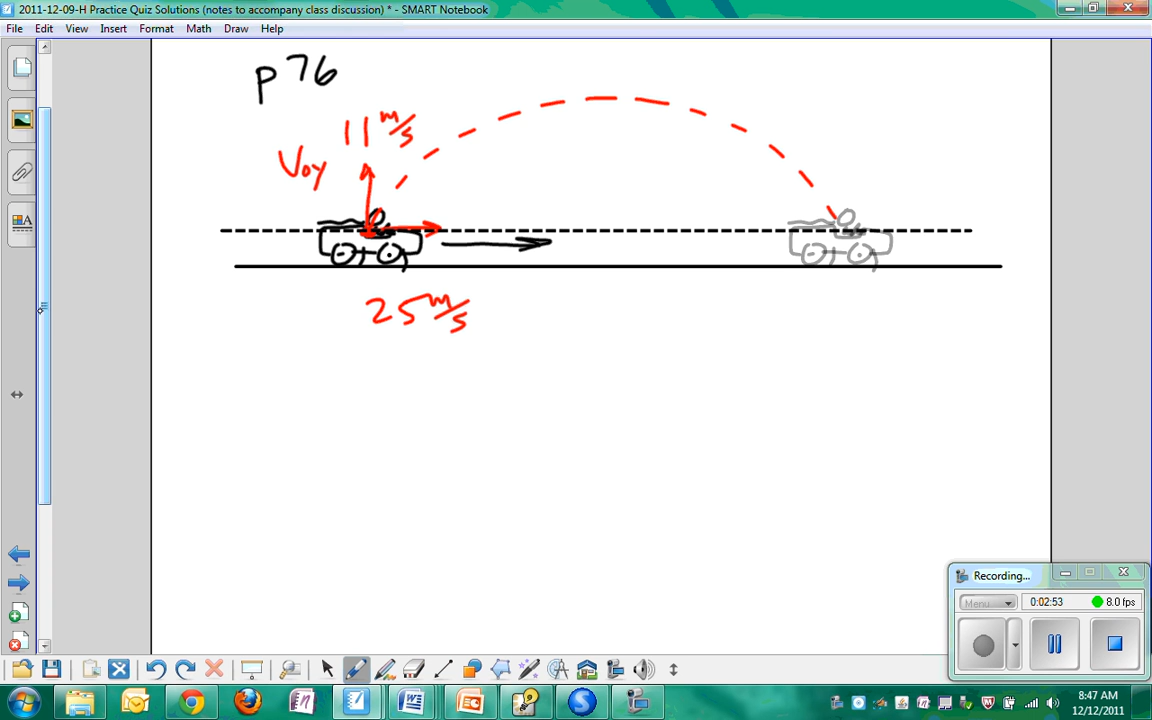 2011-12-09-H Practice Quiz Solutions (notes to accompany class discussion) * - SMART Notebook
File Edit View Insert Format Math Draw Help
p 76
11 m/s
Voy
25 m/s
Recording...
Menu
0:02:53
8.0 fps
8:47 AM
12/12/2011